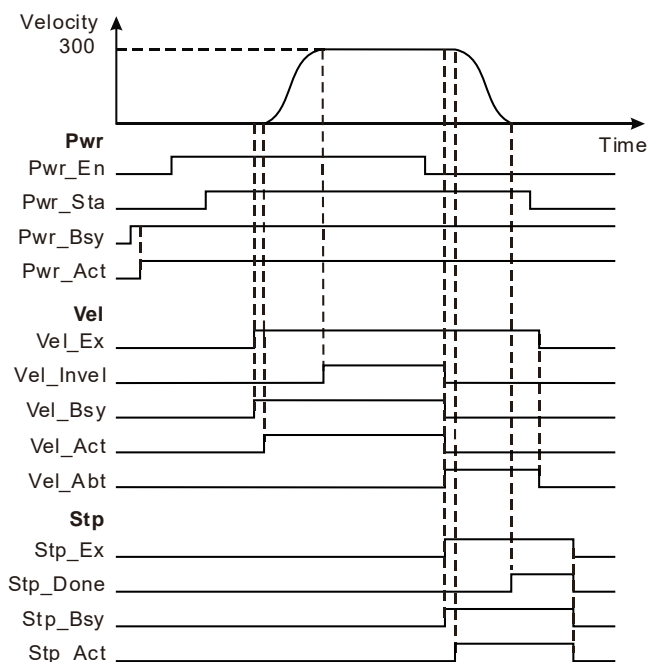 Velocity
300
Time
Pwr
Pwr_En
Pwr_Sta
Pwr_Bsy
Pwr_Act
Vel
Vel_Ex
Vel_Invel
Vel_Bsy
Vel_Act
Vel_Abt
Stp
Stp_Ex
Stp_Done
Stp_Bsy
Stp_Act